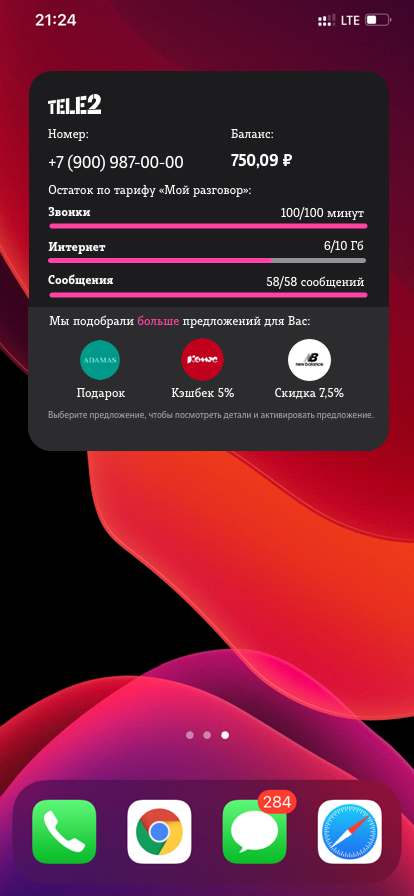 21:24 LTE
TELE2
Номер: Баланс:
+7 (900) 987-00-00 750,09 ₽
Остаток по тарифу «Мой разговор»:
Звонки 100/100 минут
Интернет 6/10 Гб
Сообщения 58/58 сообщений
Мы подобрали больше предложений для Вас:
ADAMAS new balance
Подарок Кэшбек 5% Скидка 7,5%
Выберите предложение, чтобы посмотреть детали и активировать предложение.
284